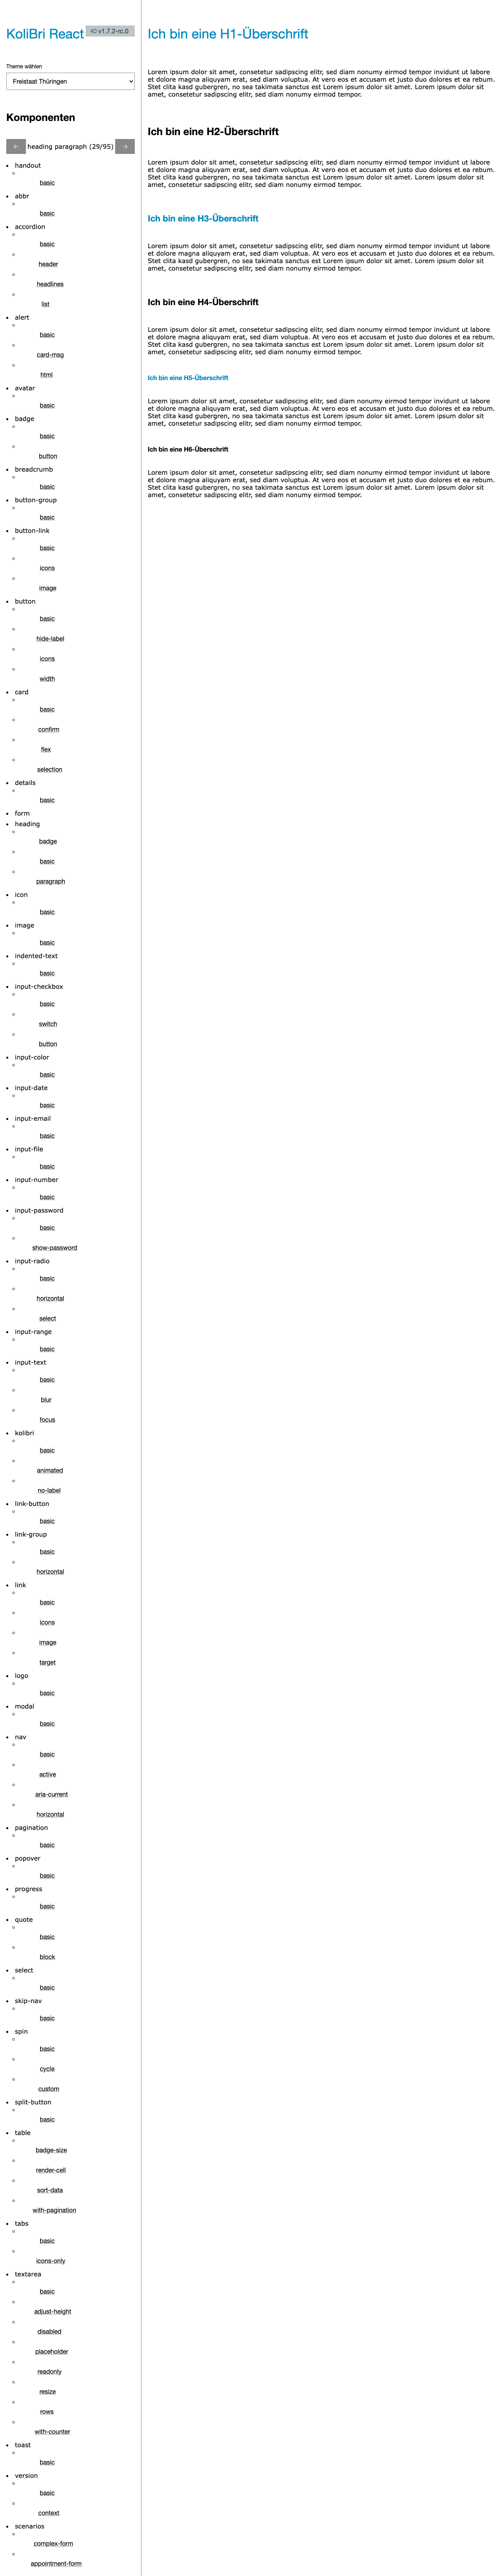 KoliBri React
v1.7.2-rc.0
Theme wählen
Freistaat Thüringen
Komponenten
heading paragraph (29/95)
handout
basic
abbr
basic
accordion
basic
header
headlines
list
alert
basic
card-msg
html
avatar
basic
badge
basic
button
breadcrumb
basic
button-group
basic
button-link
basic
icons
image
button
basic
hide-label
icons
width
card
basic
confirm
flex
selection
details
basic
form
heading
badge
basic
paragraph
icon
basic
image
basic
indented-text
basic
input-checkbox
basic
switch
button
input-color
basic
input-date
basic
input-email
basic
input-file
basic
input-number
basic
input-password
basic
show-password
input-radio
basic
horizontal
select
input-range
basic
input-text
basic
blur
focus
kolibri
basic
animated
no-label
link-button
basic
link-group
basic
horizontal
link
basic
icons
image
target
logo
basic
modal
basic
nav
basic
active
aria-current
horizontal
pagination
basic
popover
basic
progress
basic
quote
basic
block
select
basic
skip-nav
basic
spin
basic
cycle
custom
split-button
basic
table
badge-size
render-cell
sort-data
with-pagination
tabs
basic
icons-only
textarea
basic
adjust-height
disabled
placeholder
readonly
resize
rows
with-counter
toast
basic
version
basic
context
scenarios
complex-form
appointment-form
Ich bin eine H1-Überschrift
Lorem ipsum dolor sit amet, consetetur sadipscing elitr, sed diam nonumy eirmod tempor invidunt ut labore
et dolore magna aliquyam erat, sed diam voluptua. At vero eos et accusam et justo duo dolores et ea rebum.
Stet clita kasd gubergren, no sea takimata sanctus est Lorem ipsum dolor sit amet. Lorem ipsum dolor sit
amet, consetetur sadipscing elitr, sed diam nonumy eirmod tempor.
Ich bin eine H2-Überschrift
Lorem ipsum dolor sit amet, consetetur sadipscing elitr, sed diam nonumy eirmod tempor invidunt ut labore
et dolore magna aliquyam erat, sed diam voluptua. At vero eos et accusam et justo duo dolores et ea rebum.
Stet clita kasd gubergren, no sea takimata sanctus est Lorem ipsum dolor sit amet. Lorem ipsum dolor sit
amet, consetetur sadipscing elitr, sed diam nonumy eirmod tempor.
Ich bin eine H3-Überschrift
Lorem ipsum dolor sit amet, consetetur sadipscing elitr, sed diam nonumy eirmod tempor invidunt ut labore
et dolore magna aliquyam erat, sed diam voluptua. At vero eos et accusam et justo duo dolores et ea rebum.
Stet clita kasd gubergren, no sea takimata sanctus est Lorem ipsum dolor sit amet. Lorem ipsum dolor sit
amet, consetetur sadipscing elitr, sed diam nonumy eirmod tempor.
Ich bin eine H4-Überschrift
Lorem ipsum dolor sit amet, consetetur sadipscing elitr, sed diam nonumy eirmod tempor invidunt ut labore
et dolore magna aliquyam erat, sed diam voluptua. At vero eos et accusam et justo duo dolores et ea rebum.
Stet clita kasd gubergren, no sea takimata sanctus est Lorem ipsum dolor sit amet. Lorem ipsum dolor sit
amet, consetetur sadipscing elitr, sed diam nonumy eirmod tempor.
Ich bin eine H5-Überschrift
Lorem ipsum dolor sit amet, consetetur sadipscing elitr, sed diam nonumy eirmod tempor invidunt ut labore
et dolore magna aliquyam erat, sed diam voluptua. At vero eos et accusam et justo duo dolores et ea rebum.
Stet clita kasd gubergren, no sea takimata sanctus est Lorem ipsum dolor sit amet. Lorem ipsum dolor sit
amet, consetetur sadipscing elitr, sed diam nonumy eirmod tempor.
Ich bin eine H6-Überschrift
Lorem ipsum dolor sit amet, consetetur sadipscing elitr, sed diam nonumy eirmod tempor invidunt ut labore
et dolore magna aliquyam erat, sed diam voluptua. At vero eos et accusam et justo duo dolores et ea rebum.
Stet clita kasd gubergren, no sea takimata sanctus est Lorem ipsum dolor sit amet. Lorem ipsum dolor sit
amet, consetetur sadipscing elitr, sed diam nonumy eirmod tempor.